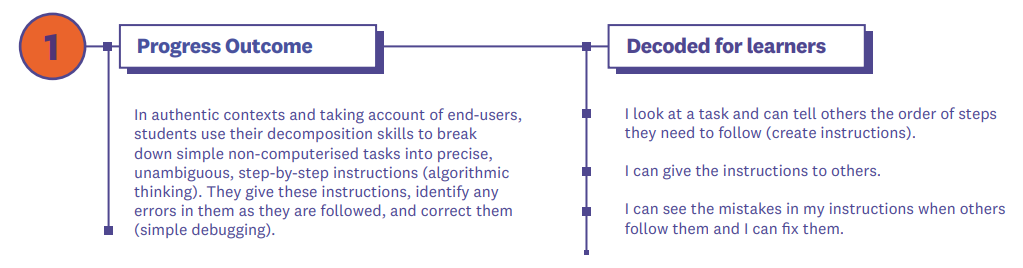 1
Progress Outcome
In authentic contexts and taking account of end-users,
students use their decomposition skills to break
down simple non-computerised tasks into precise,
unambiguous, step-by-step instructions (algorithmic
thinking). They give these instructions, identify any
errors in them as they are followed, and correct them
(simple debugging).
Decoded for learners
I look at a task and can tell others the order of steps
they need to follow (create instructions).
I can give the instructions to others.
I can see the mistakes in my instructions when others
follow them and I can fix them.